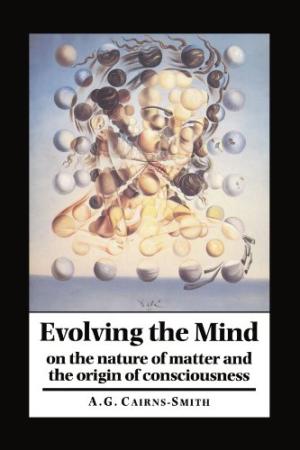 Evolving the Mind
on the nature of matter and
the origin of consciousness
A. G. CAIRNS-SMITH